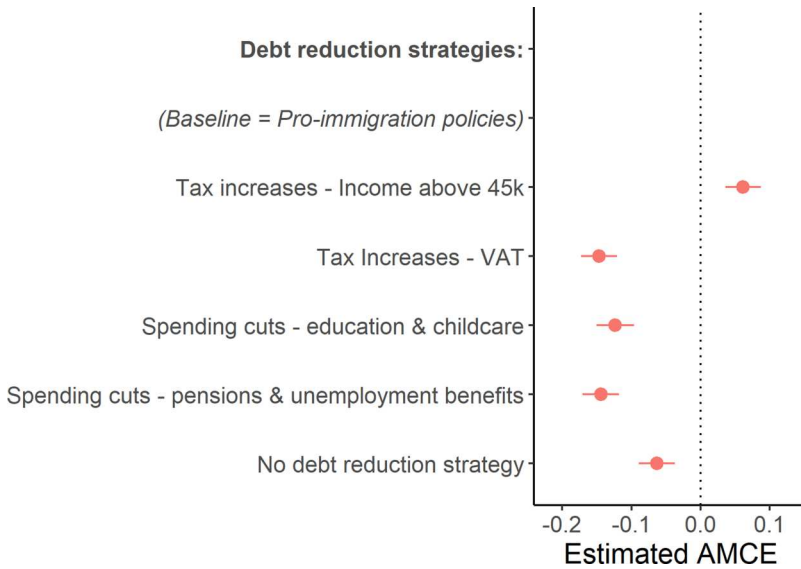 Debt reduction strategies:
(Baseline = Pro-immigration policies)
Tax increases - Income above 45k
Tax Increases - VAT
Spending cuts - education & childcare
Spending cuts - pensions & unemployment benefits
No debt reduction strategy
-0.2 -0.1 0.0 0.1
Estimated AMCE